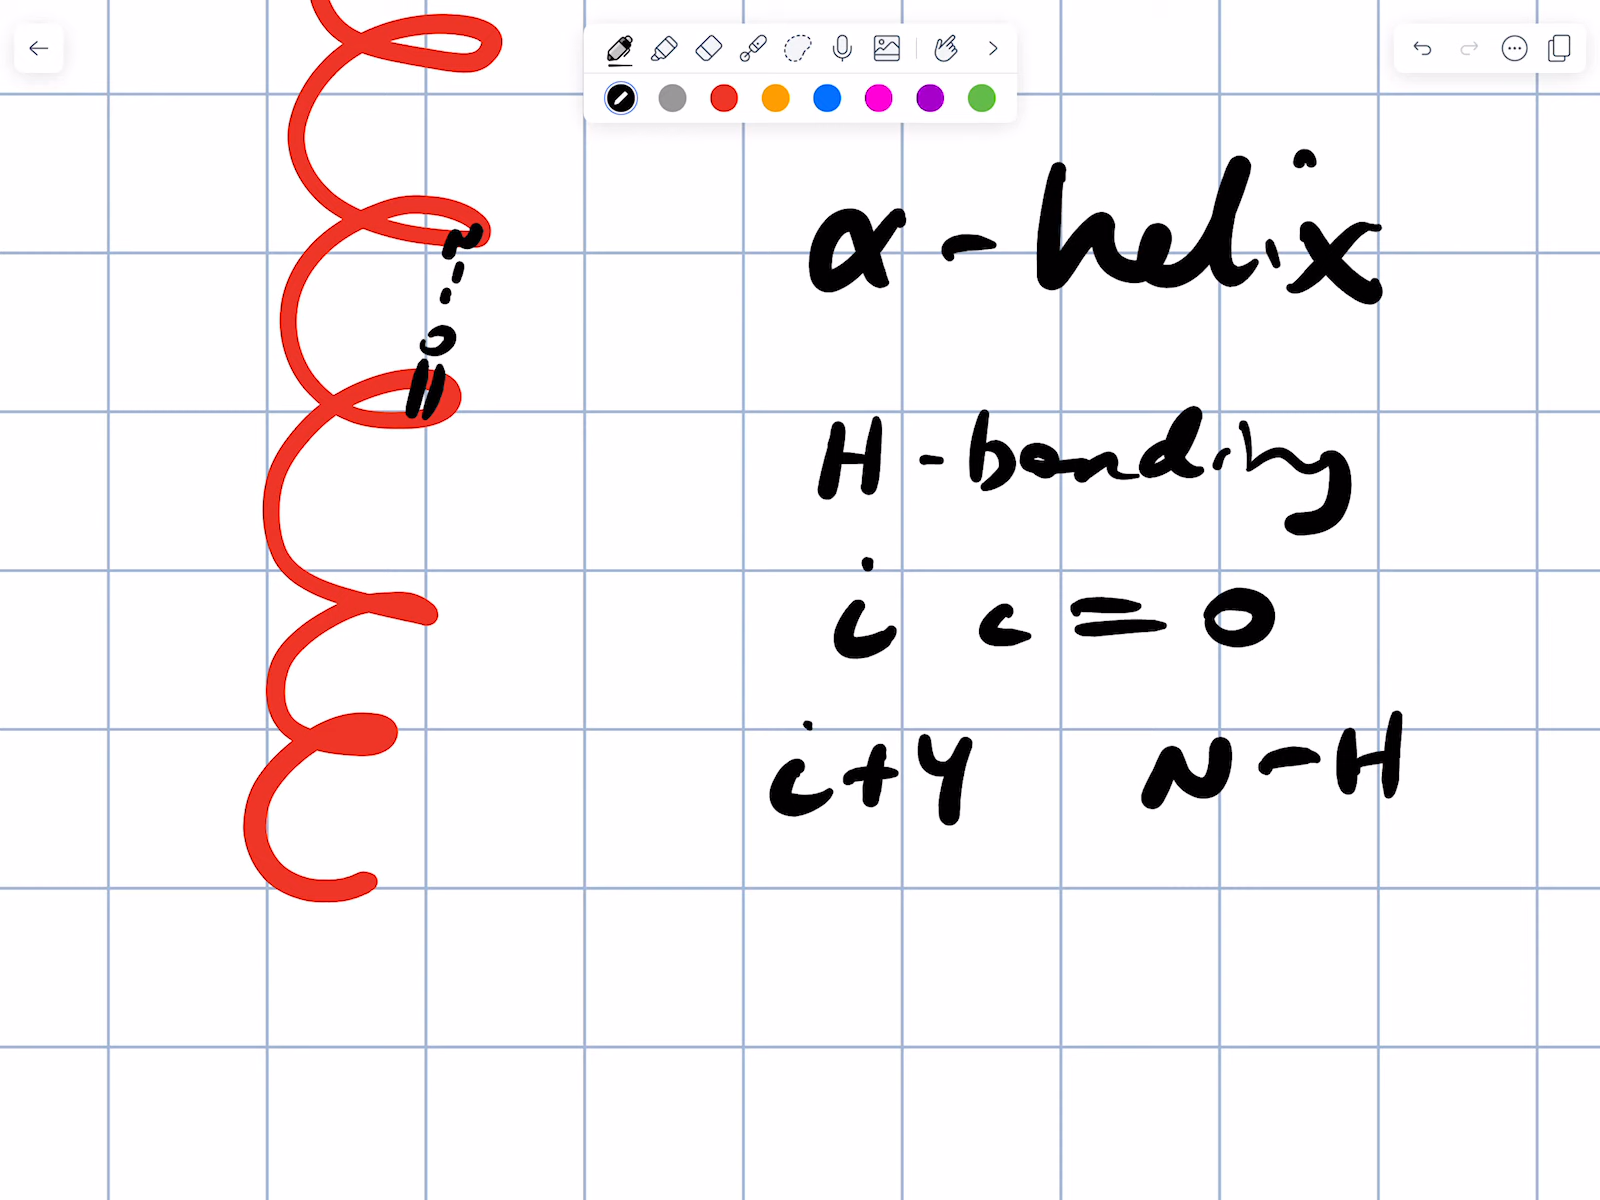 α-helix
N
O
H-bonding
i C=O
i+4 N-H